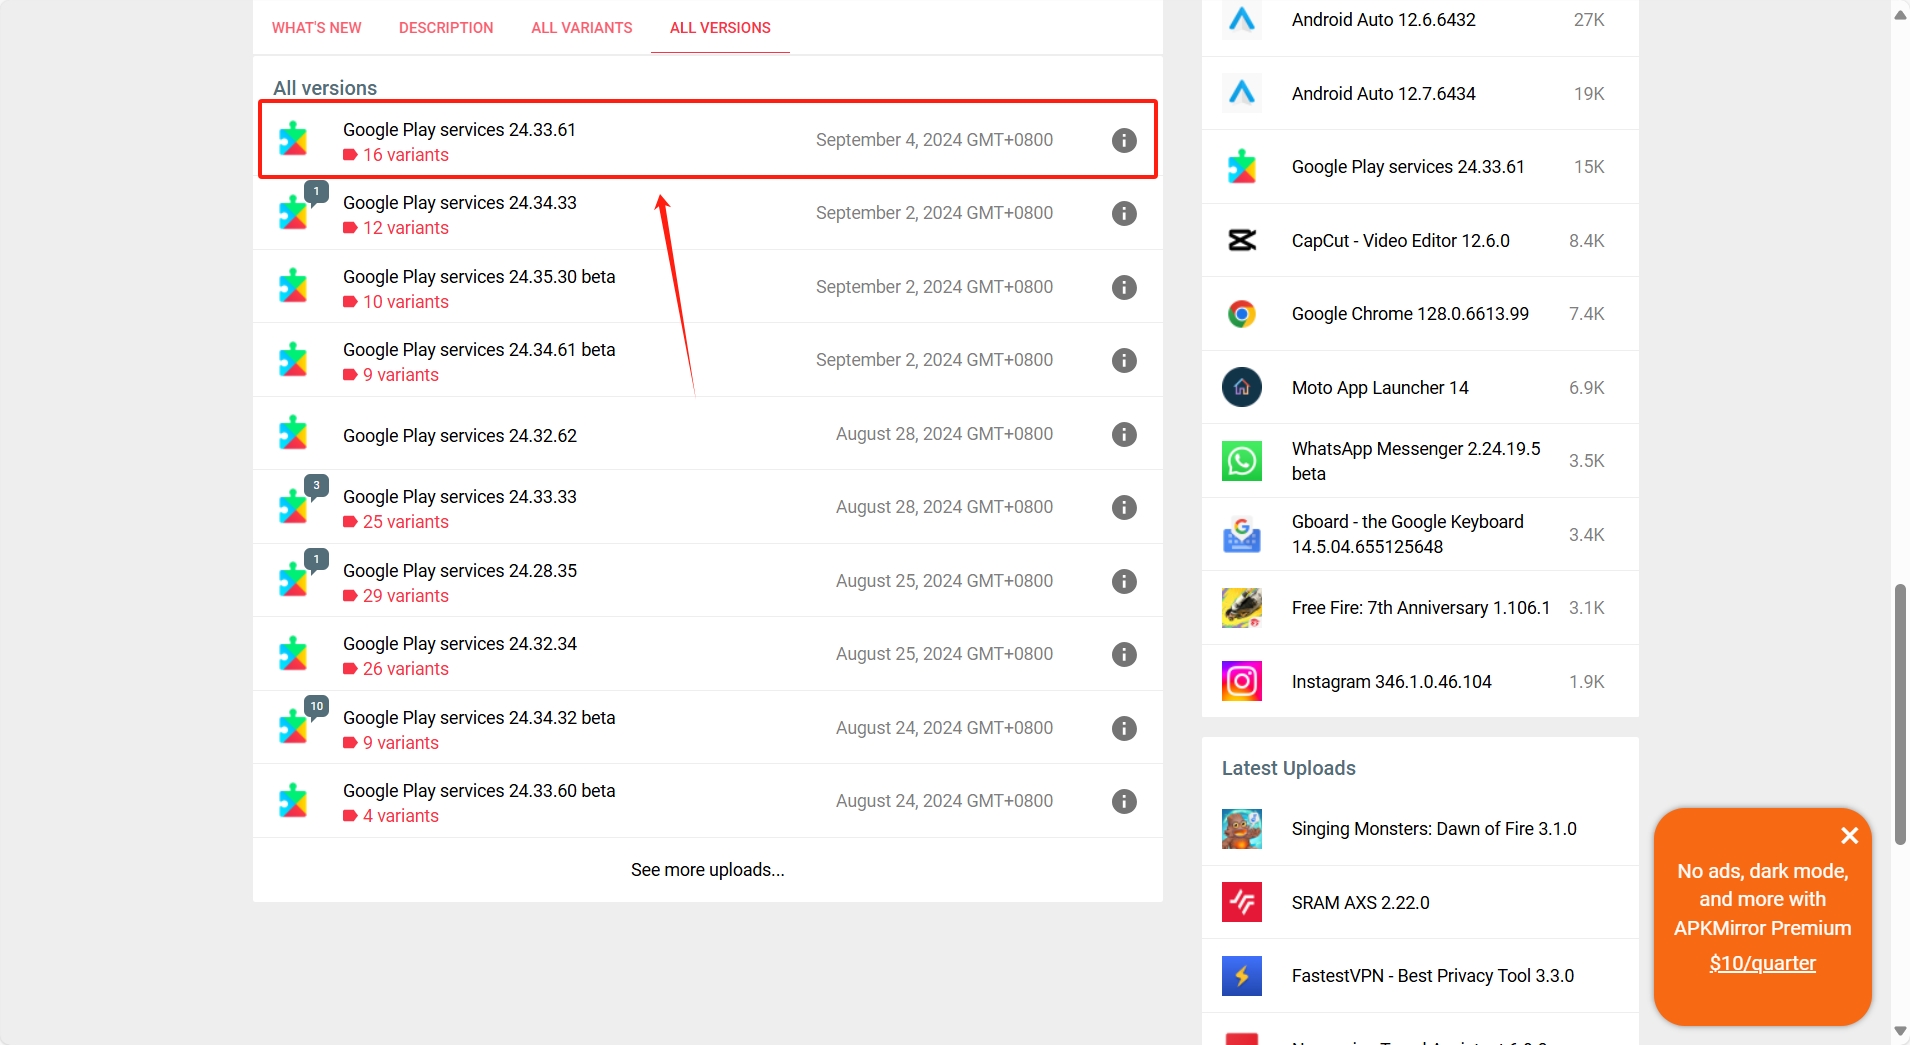 WHAT'S NEW
DESCRIPTION
ALL VARIANTS
ALL VERSIONS
All versions
Google Play services 24.33.61
16 variants
September 4, 2024 GMT+0800
1
Google Play services 24.34.33
12 variants
September 2, 2024 GMT+0800
Google Play services 24.35.30 beta
10 variants
September 2, 2024 GMT+0800
Google Play services 24.34.61 beta
9 variants
September 2, 2024 GMT+0800
Google Play services 24.32.62
August 28, 2024 GMT+0800
3
Google Play services 24.33.33
25 variants
August 28, 2024 GMT+0800
1
Google Play services 24.28.35
29 variants
August 25, 2024 GMT+0800
Google Play services 24.32.34
26 variants
August 25, 2024 GMT+0800
10
Google Play services 24.34.32 beta
9 variants
August 24, 2024 GMT+0800
Google Play services 24.33.60 beta
4 variants
August 24, 2024 GMT+0800
See more uploads...
Android Auto 12.6.6432
27K
Android Auto 12.7.6434
19K
Google Play services 24.33.61
15K
CapCut - Video Editor 12.6.0
8.4K
Google Chrome 128.0.6613.99
7.4K
Moto App Launcher 14
6.9K
WhatsApp Messenger 2.24.19.5
beta
3.5K
Gboard - the Google Keyboard
14.5.04.655125648
3.4K
Free Fire: 7th Anniversary 1.106.1
3.1K
Instagram 346.1.0.46.104
1.9K
Latest Uploads
Singing Monsters: Dawn of Fire 3.1.0
SRAM AXS 2.22.0
FastestVPN - Best Privacy Tool 3.3.0
No ads, dark mode,
and more with
APKMirror Premium
$10/quarter